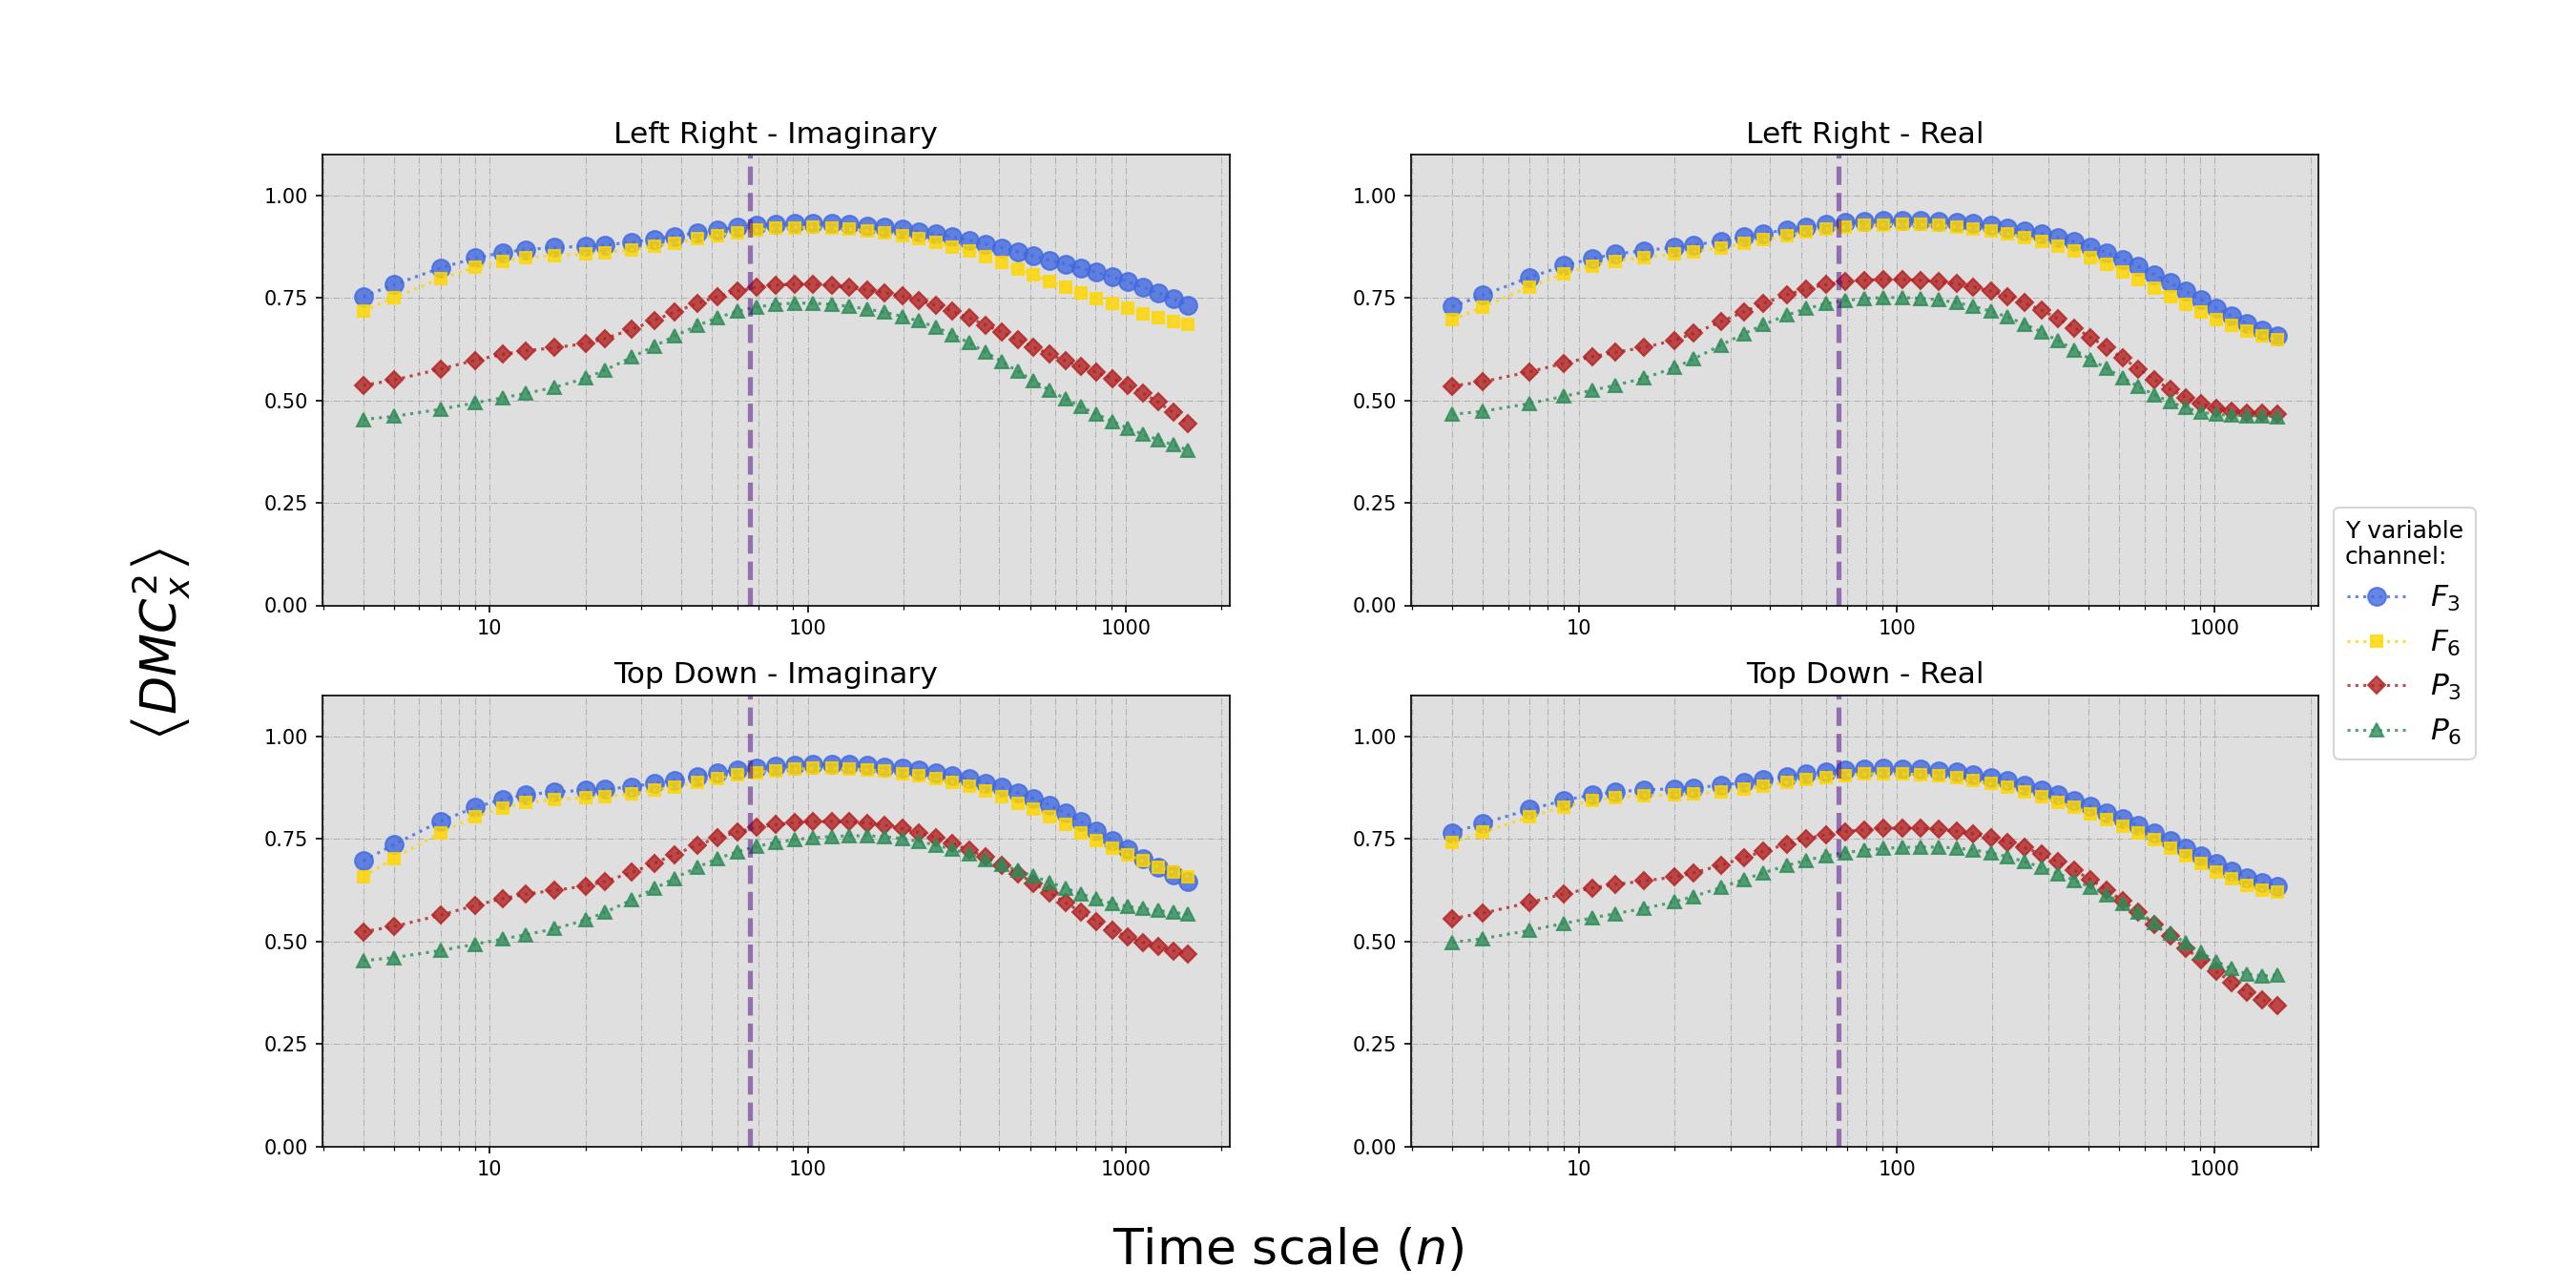 Left Right - Imaginary
1.00
0.75
0.50
0.25
0.00
10 100 1000
Left Right - Real
1.00
0.75
0.50
0.25
0.00
10 100 1000
⟨DMC²ₓ⟩
Top Down - Imaginary
1.00
0.75
0.50
0.25
0.00
10 100 1000
Top Down - Real
1.00
0.75
0.50
0.25
0.00
10 100 1000
Y variable
channel:
F₃
F₆
P₃
P₆
Time scale (n)